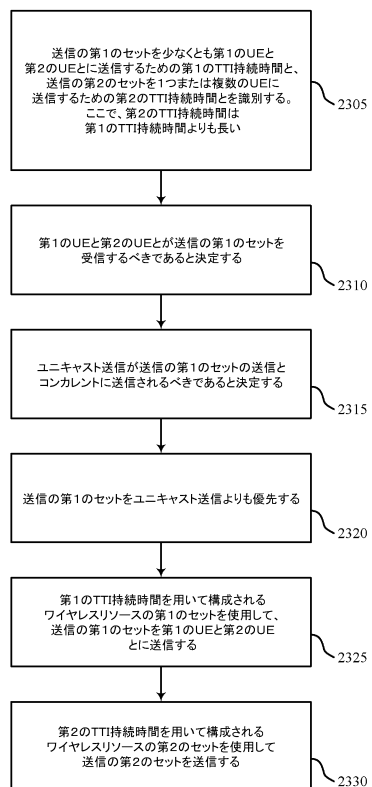 送信の第1のセットを少なくとも第1のUEと
第2のUEとに送信するための第1のTTI持続時間と、
送信の第2のセットを1つまたは複数のUEに
送信するための第2のTTI持続時間とを識別する。
ここで、第2のTTI持続時間は
第1のTTI持続時間よりも長い
2305
第1のUEと第2のUEとが送信の第1のセットを
受信するべきであると決定する
2310
ユニキャスト送信が送信の第1のセットの送信と
コンカレントに送信されるべきであると決定する
2315
送信の第1のセットをユニキャスト送信よりも優先する
2320
第1のTTI持続時間を用いて構成される
ワイヤレスリソースの第1のセットを使用して、
送信の第1のセットを第1のUEと第2のUE
とに送信する
2325
第2のTTI持続時間を用いて構成される
ワイヤレスリソースの第2のセットを使用して
送信の第2のセットを送信する
2330